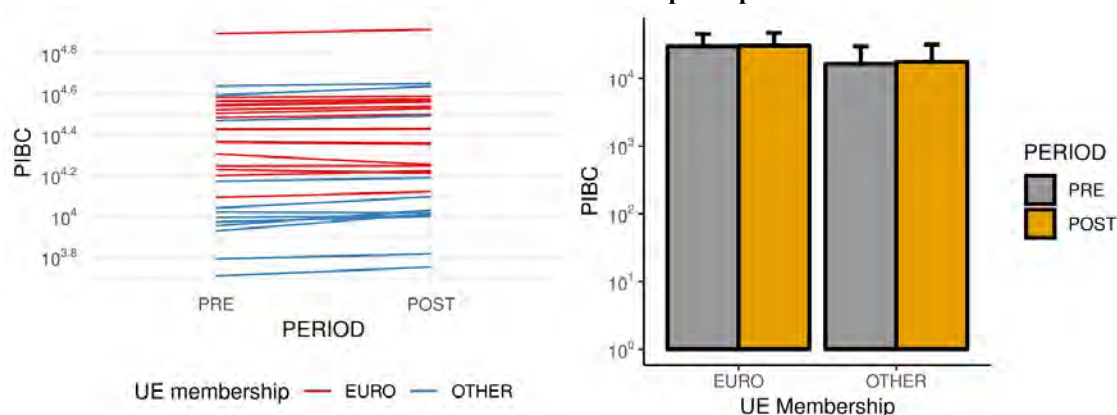 10^4.8
10^4.6
10^4.4
10^4.2
10^4
10^3.8
PIBC
PRE
POST
PERIOD
UE membership
EURO
OTHER
10^4
10^3
10^2
10^1
10^0
PIBC
EURO
OTHER
UE Membership
PERIOD
PRE
POST